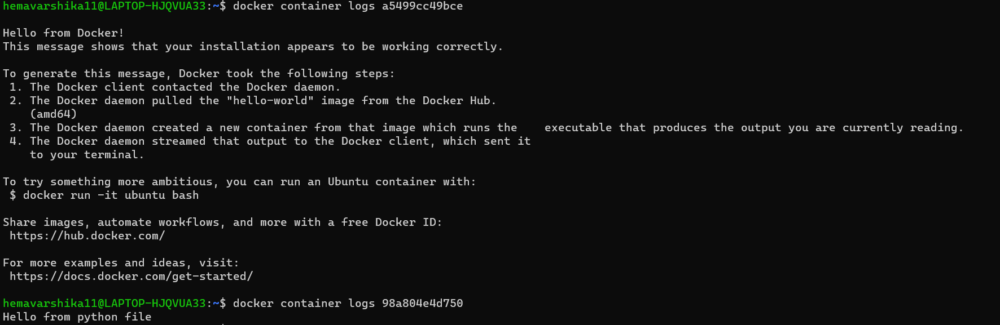 hemavarshika11@LAPTOP-HJQVUA33:~$ docker container logs a5499cc49bce
Hello from Docker!
This message shows that your installation appears to be working correctly.
To generate this message, Docker took the following steps:
1. The Docker client contacted the Docker daemon.
2. The Docker daemon pulled the "hello-world" image from the Docker Hub.
(amd64)
3. The Docker daemon created a new container from that image which runs the    executable that produces the output you are currently reading.
4. The Docker daemon streamed that output to the Docker client, which sent it
to your terminal.
To try something more ambitious, you can run an Ubuntu container with:
$ docker run -it ubuntu bash
Share images, automate workflows, and more with a free Docker ID:
https://hub.docker.com/
For more examples and ideas, visit:
https://docs.docker.com/get-started/
hemavarshika11@LAPTOP-HJQVUA33:~$ docker container logs 98a804e4d750
Hello from python file